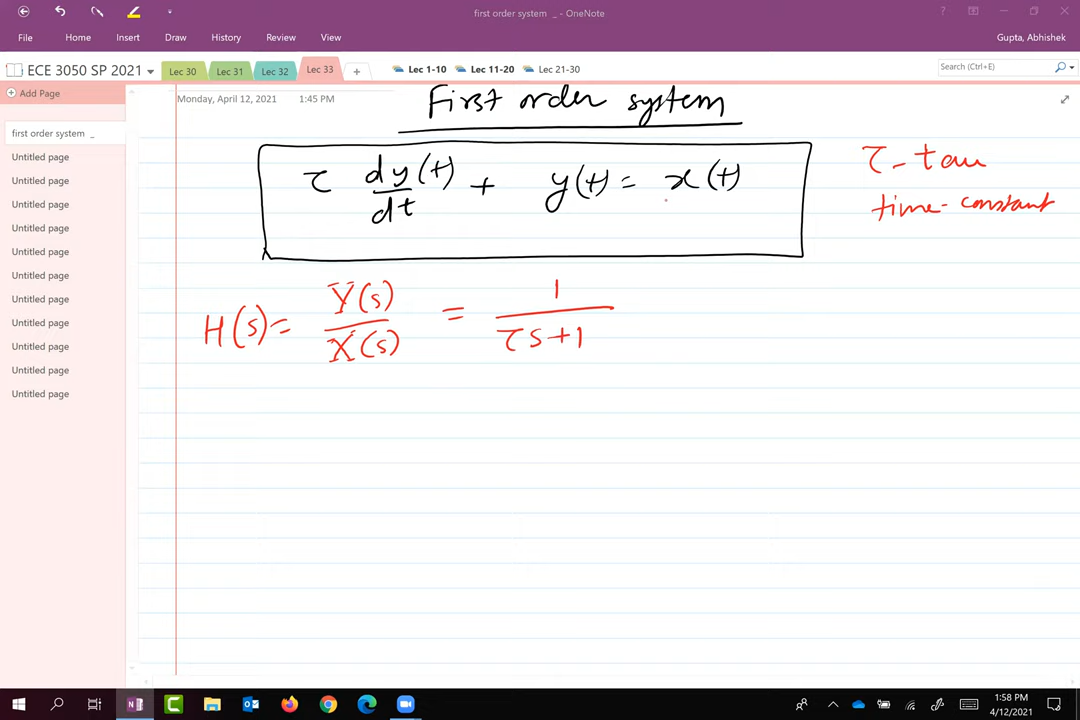 first order system _ - OneNote
Gupta, Abhishek
File Home Insert Draw History Review View
ECE 3050 SP 2021 Lec 30 Lec 31 Lec 32 Lec 33 Lec 1-10 Lec 11-20 Lec 21-30 Search (Ctrl+E)
Add Page
Monday, April 12, 2021 1:45 PM
first order system _
Untitled page
Untitled page
Untitled page
Untitled page
Untitled page
Untitled page
Untitled page
Untitled page
Untitled page
Untitled page
Untitled page
First order system
τ dy(t)/dt + y(t) = x(t)
τ - tau
time-constant
H(s) = Y(s)/X(s) = 1/(τs+1)
1:58 PM
4/12/2021